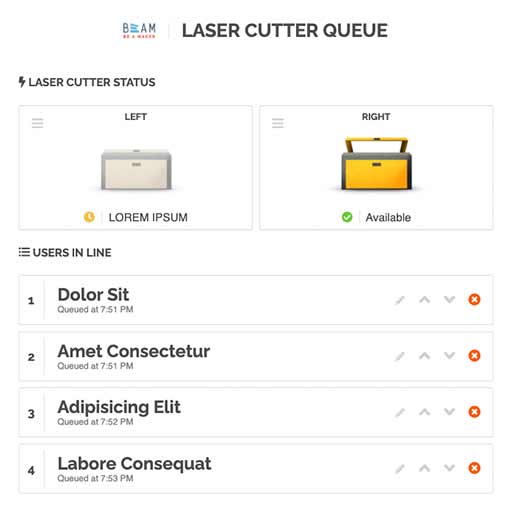 BEAM
BE A MAKER
LASER CUTTER QUEUE
LASER CUTTER STATUS
LEFT
LOREM IPSUM
RIGHT
Available
USERS IN LINE
1
Dolor Sit
Queued at 7:51 PM
2
Amet Consectetur
Queued at 7:51 PM
3
Adipisicing Elit
Queued at 7:52 PM
4
Labore Consequat
Queued at 7:53 PM